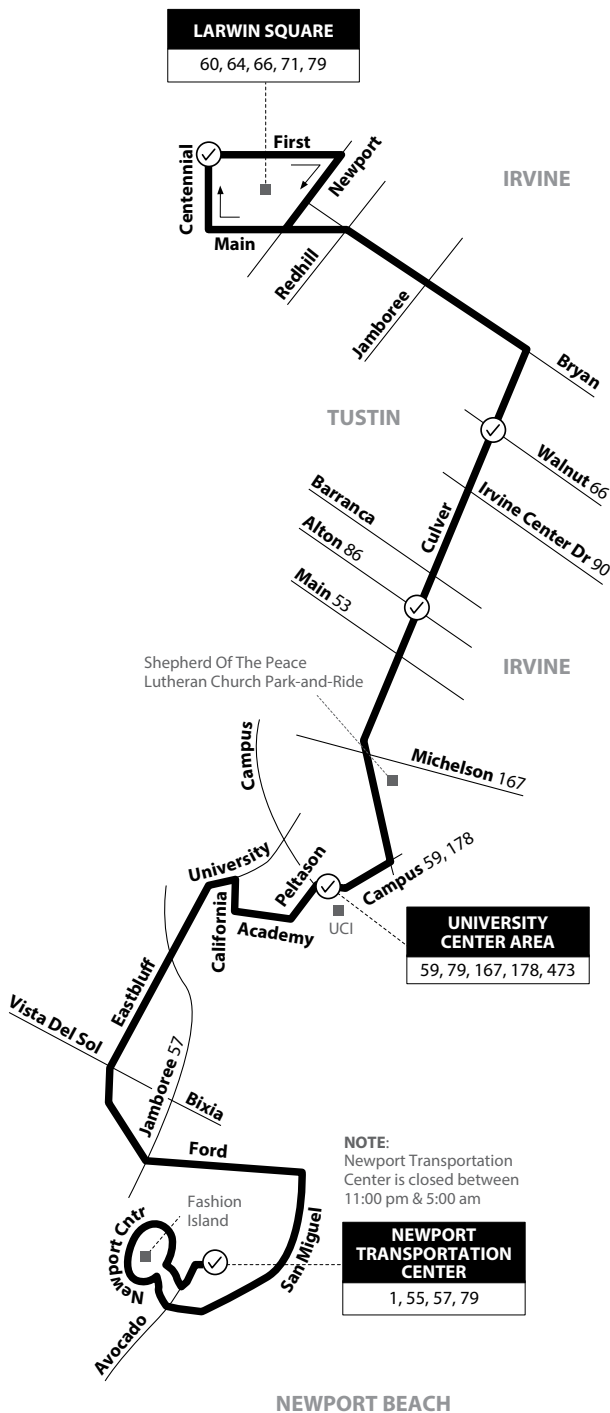 LARWIN SQUARE
60, 64, 66, 71, 79
First
Newport
Centennial
IRVINE
Main
Redhill
Jamboree
Bryan
TUSTIN
Walnut 66
Irvine Center Dr 90
Barranca
Culver
Alton 86
Main 53
Shepherd Of The Peace
Lutheran Church Park-and-Ride
IRVINE
Campus
Michelson 167
University
Peltason
Campus 59, 178
California
Academy
UCI
UNIVERSITY
CENTER AREA
59, 79, 167, 178, 473
Eastbluff
Vista Del Sol
Jamboree 57
Bixia
Ford
NOTE:
Newport Transportation
Center is closed between
11:00 pm & 5:00 am
Fashion
Island
Newport Cntr
San Miguel
NEWPORT
TRANSPORTATION
CENTER
1, 55, 57, 79
Avocado
NEWPORT BEACH